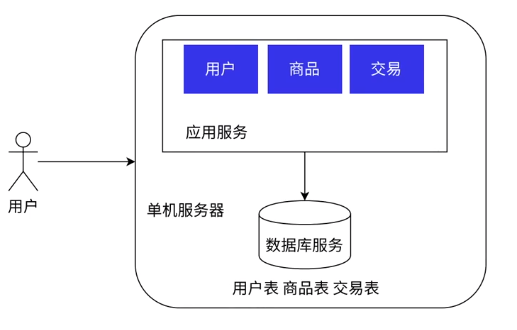 用户 商品 交易
应用服务
用户
单机服务器
数据库服务
用户表 商品表 交易表